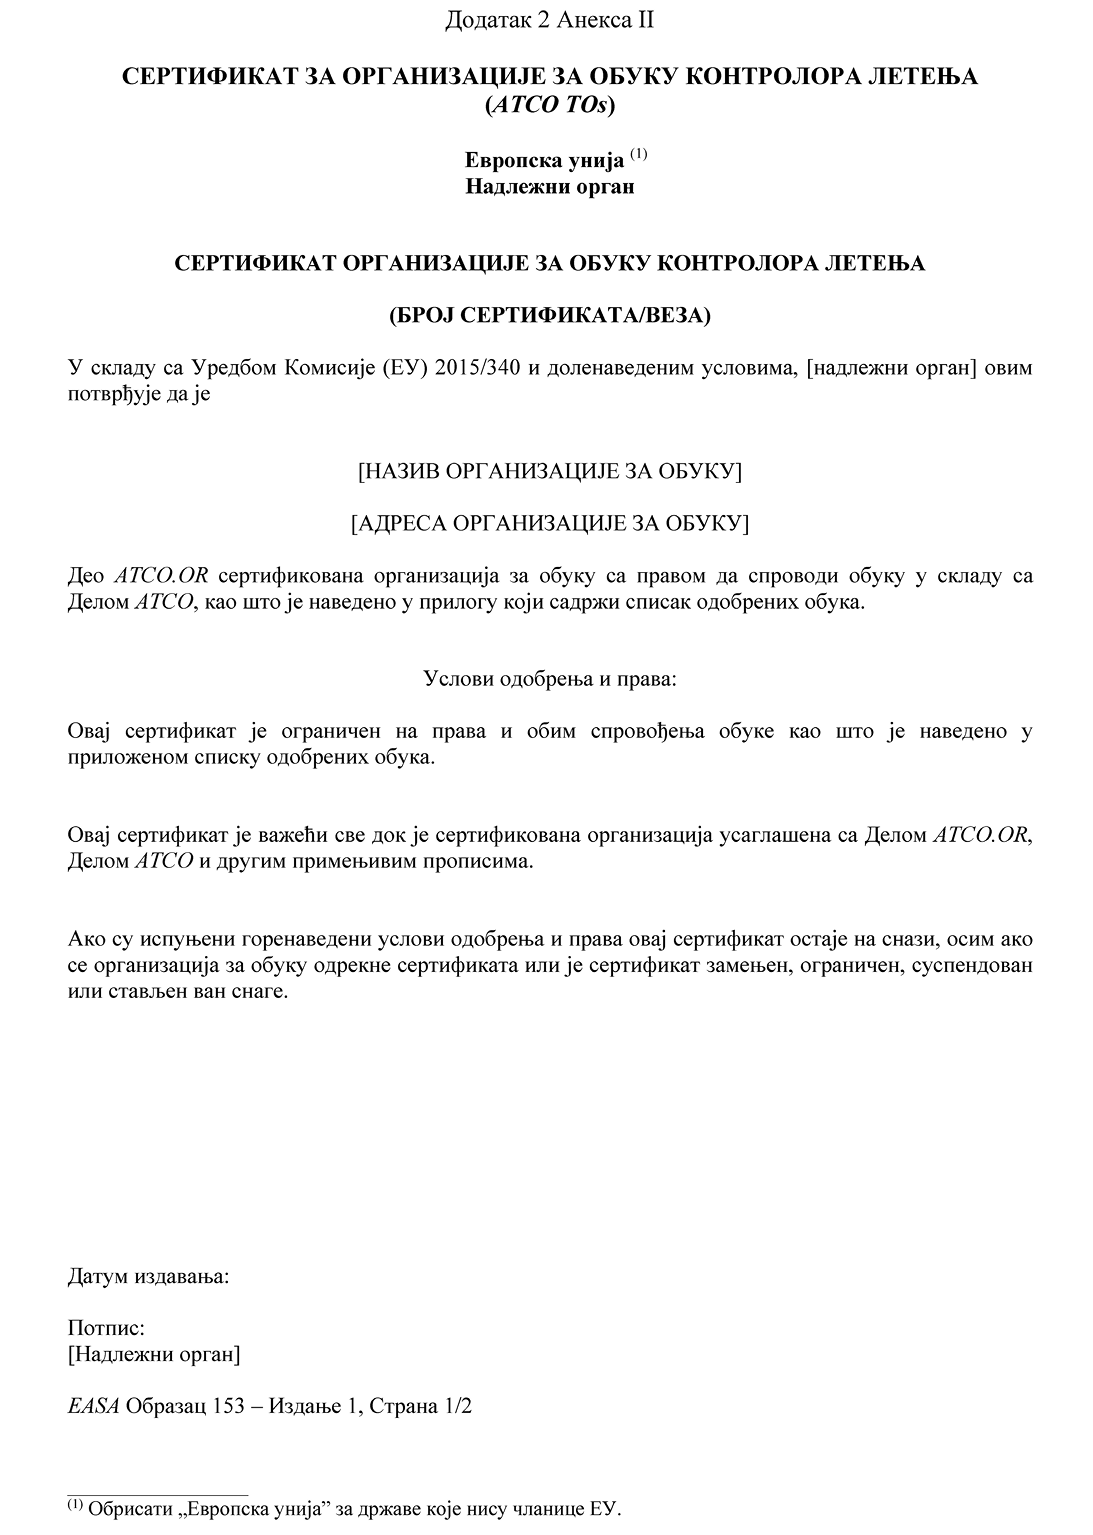 Додатак 2 Анекса II
СЕРТИФИКАТ ЗА ОРГАНИЗАЦИЈЕ ЗА ОБУКУ КОНТРОЛОРА ЛЕТЕЊА
(ATCO TOs)
Европска унија (1)
Надлежни орган
СЕРТИФИКАТ ОРГАНИЗАЦИЈЕ ЗА ОБУКУ КОНТРОЛОРА ЛЕТЕЊА
(БРОЈ СЕРТИФИКАТА/ВЕЗА)
У складу са Уредбом Комисије (ЕУ) 2015/340 и доленаведеним условима, [надлежни орган] овим
потврђује да је
[НАЗИВ ОРГАНИЗАЦИЈЕ ЗА ОБУКУ]
[АДРЕСА ОРГАНИЗАЦИЈЕ ЗА ОБУКУ]
Део ATCO.OR сертификована организација за обуку са правом да спроводи обуку у складу са
Делом ATCO, као што је наведено у прилогу који садржи списак одобрених обука.
Услови одобрења и права:
Овај сертификат је ограничен на права и обим спровођења обуке као што је наведено у
приложеном списку одобрених обука.
Овај сертификат је важећи све док је сертификована организација усаглашена са Делом ATCO.OR,
Делом ATCO и другим примењивим прописима.
Ако су испуњени горенаведени услови одобрења и права овај сертификат остаје на снази, осим ако
се организација за обуку одрекне сертификата или је сертификат замењен, ограничен, суспендован
или стављен ван снаге.
Датум издавања:
Потпис:
[Надлежни орган]
EASA Образац 153 – Издање 1, Страна 1/2
(1) Обрисати „Европска унија” за државе које нису чланице ЕУ.